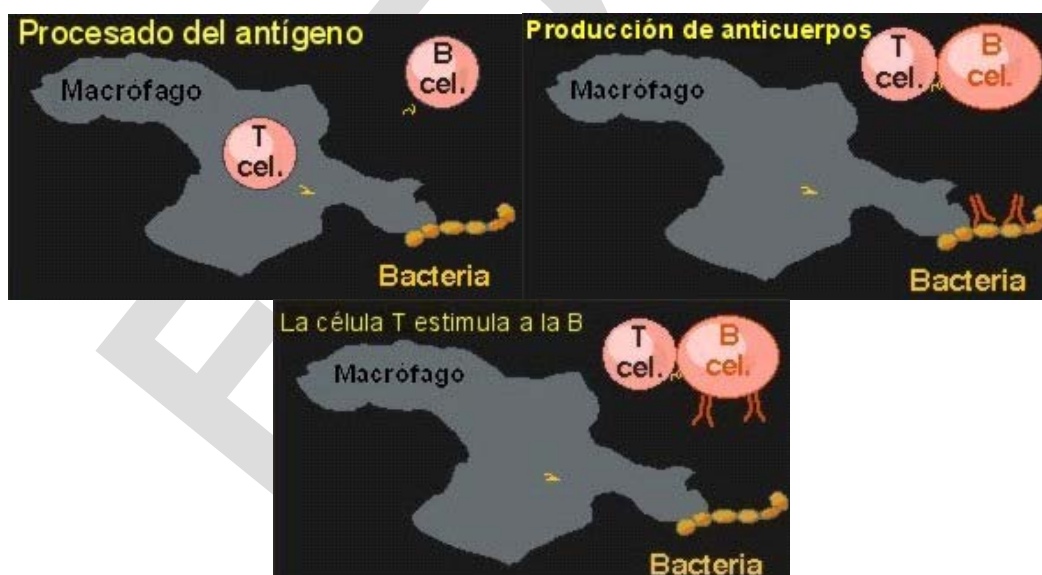 Procesado del antígeno
B
cel.
Macrófago
T
cel.
Bacteria
Producción de anticuerpos
T
cel.
B
cel.
Macrófago
Bacteria
La célula T estimula a la B
T
cel.
B
cel.
Macrófago
Bacteria